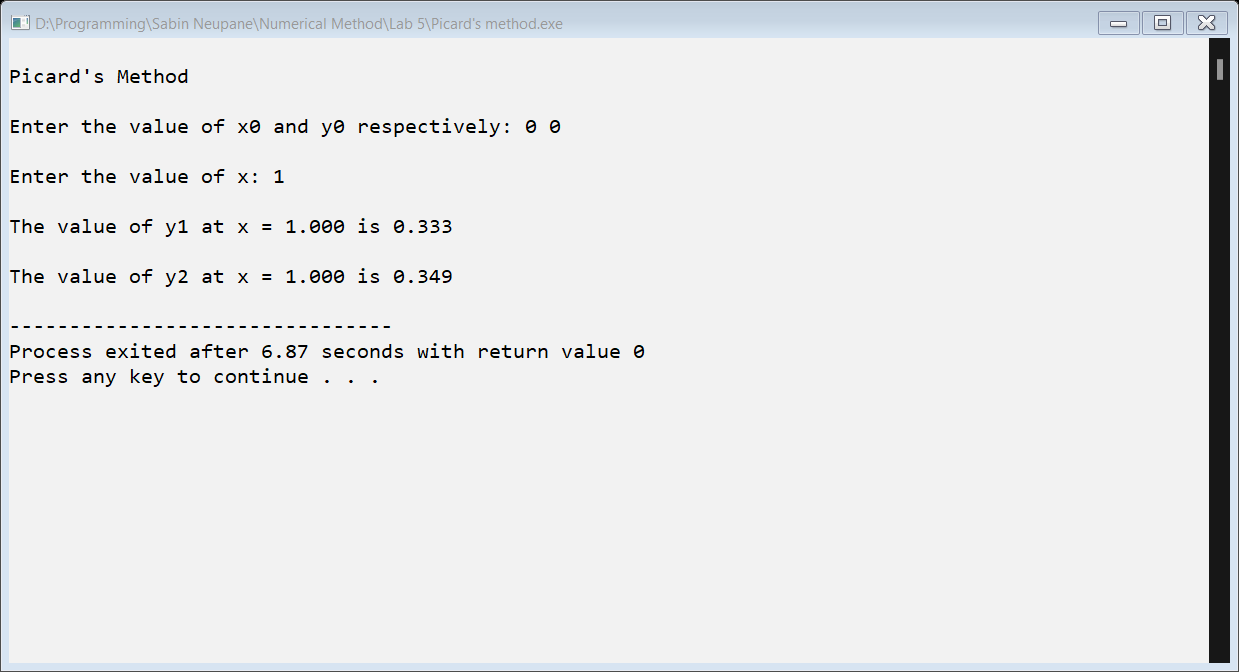 D:\Programming\Sabin Neupane\Numerical Method\Lab 5\Picard's method.exe
Picard's Method
Enter the value of x0 and y0 respectively: 0 0
Enter the value of x: 1
The value of y1 at x = 1.000 is 0.333
The value of y2 at x = 1.000 is 0.349
--------------------------------
Process exited after 6.87 seconds with return value 0
Press any key to continue . . .